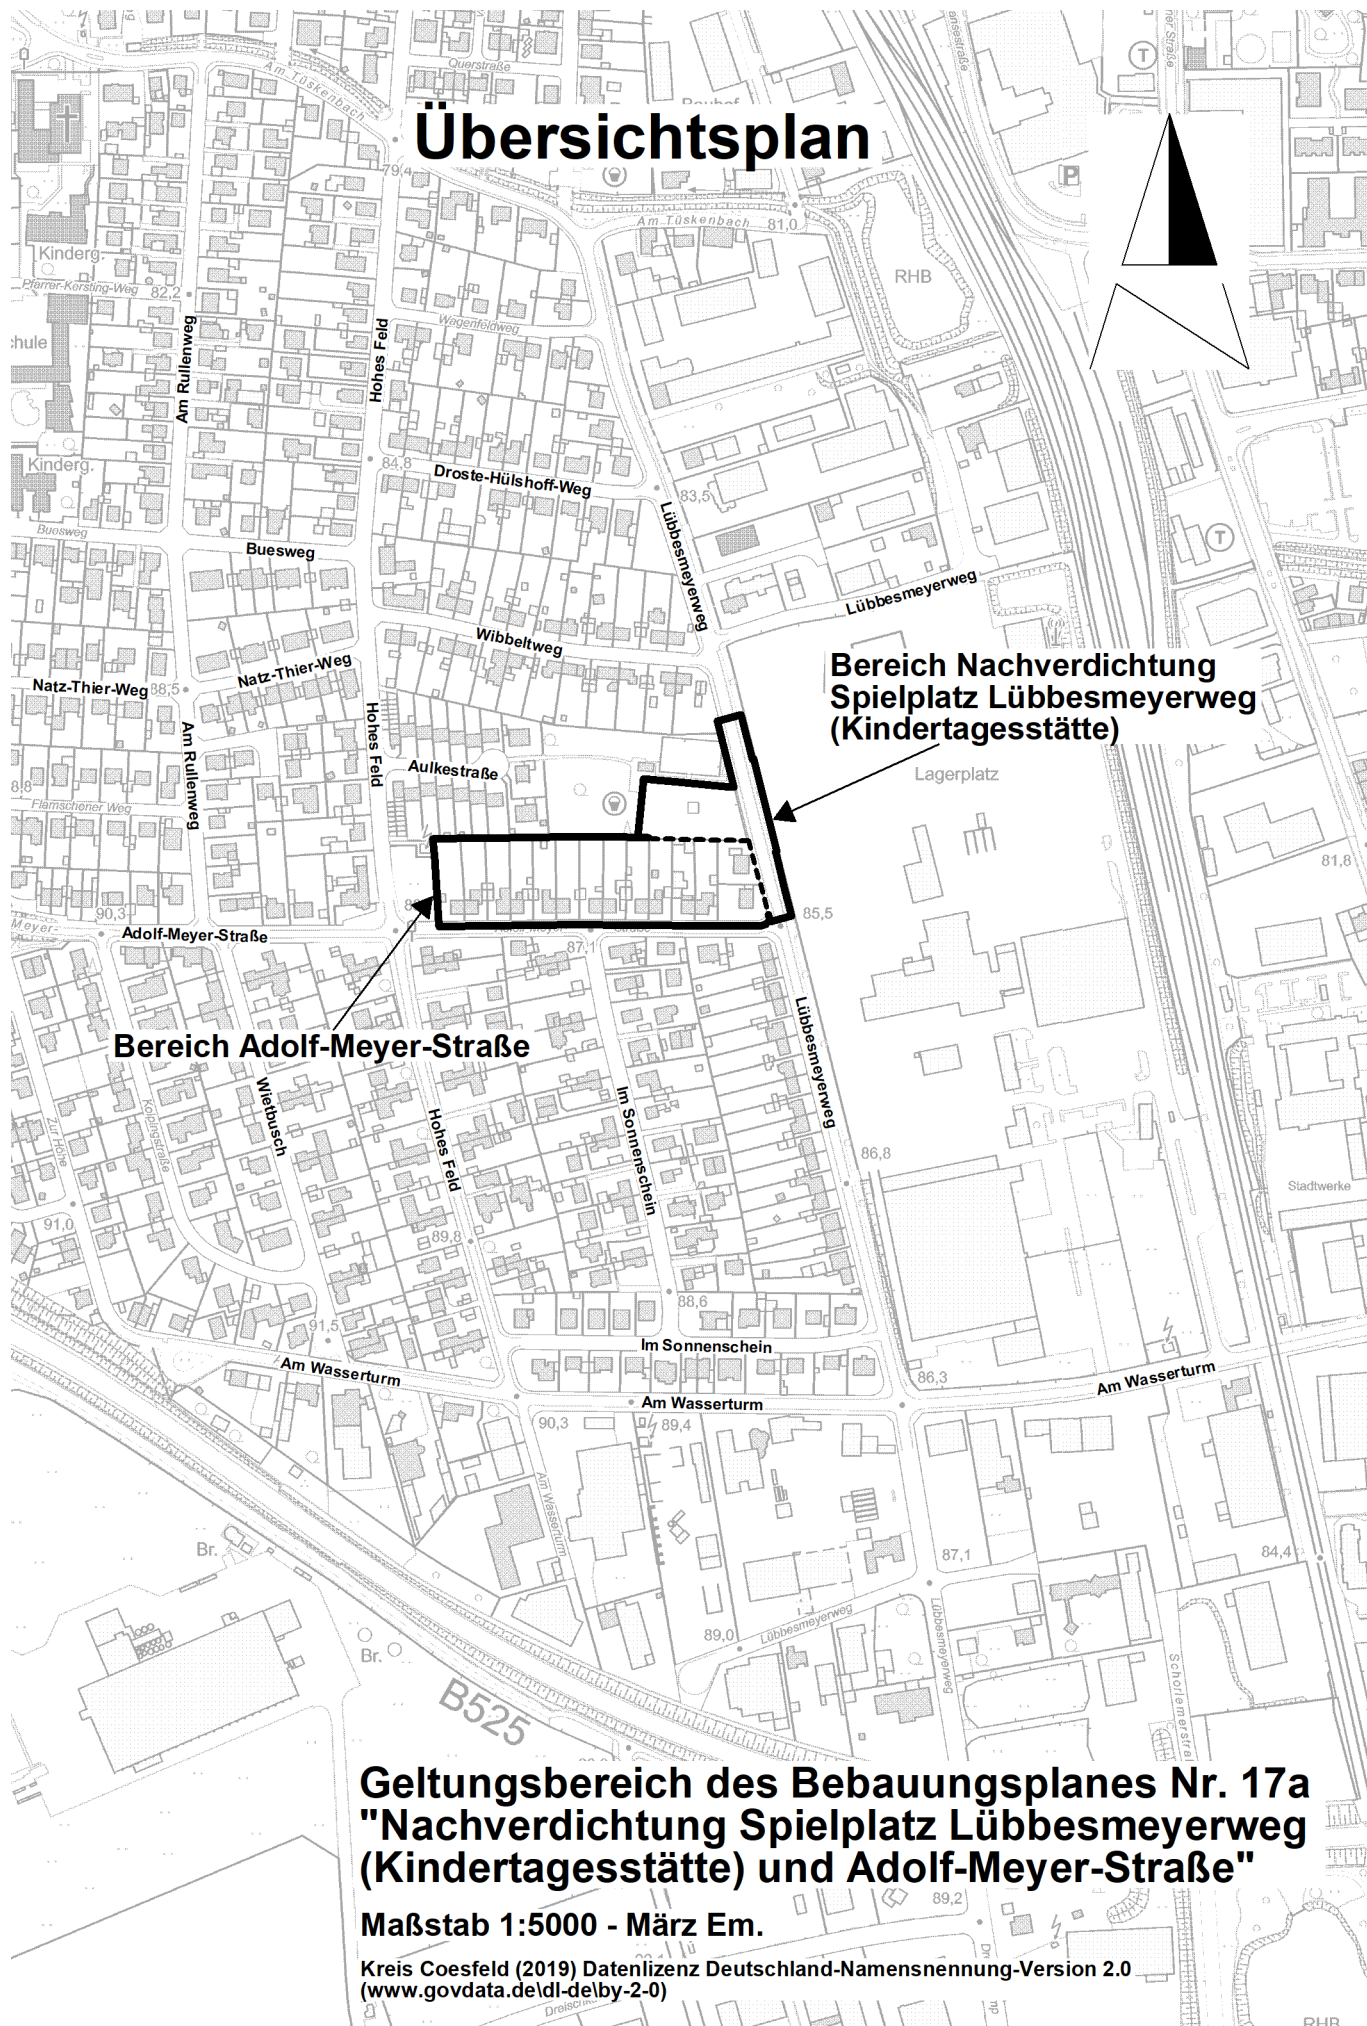 Querstraße
Am Tüskenbach
Übersichtsplan
79,4
P
T
Am Tüskenbach
81,0
Kinderg.
RHB
Pfarrer-Kersting-Weg
82,2
Wagenfeldweg
Am Rullenweg
Hohes Feld
chule
Kinderg.
84,8
Droste-Hülshoff-Weg
83,5
Lübbesmeyerweg
Buesweg
Buesweg
T
Lübbesmeyerweg
Wibbeltweg
Natz-Thier-Weg
Natz-Thier-Weg
88,5
Bereich Nachverdichtung
Spielplatz Lübbesmeyerweg
(Kindertagesstätte)
Am Rullenweg
Hohes Feld
Aulkestraße
Lagerplatz
8,8
Flamschener Weg
81,8
90,3
Meyer-
Adolf-Meyer-Straße
85,5
87,1
Bereich Adolf-Meyer-Straße
Lübbesmeyerweg
Zur Höhe
Kolpingstraße
Wietbusch
Hohes Feld
Im Sonnenschein
86,8
Stadtwerke
91,0
89,8
88,6
91,5
Im Sonnenschein
Am Wasserturm
86,3
Am Wasserturm
Am Wasserturm
90,3
89,4
Am Wasserturm
Br.
87,1
84,4
89,0
Lübbesmeyerweg
Lübbesmeyerweg
Br.
B525
Schorlemerstraß
Geltungsbereich des Bebauungsplanes Nr. 17a
"Nachverdichtung Spielplatz Lübbesmeyerweg
(Kindertagesstätte) und Adolf-Meyer-Straße"
89,2
Maßstab 1:5000 - März Em.
Kreis Coesfeld (2019) Datenlizenz Deutschland-Namensnennung-Version 2.0
(www.govdata.de\dl-de\by-2-0)
RHB